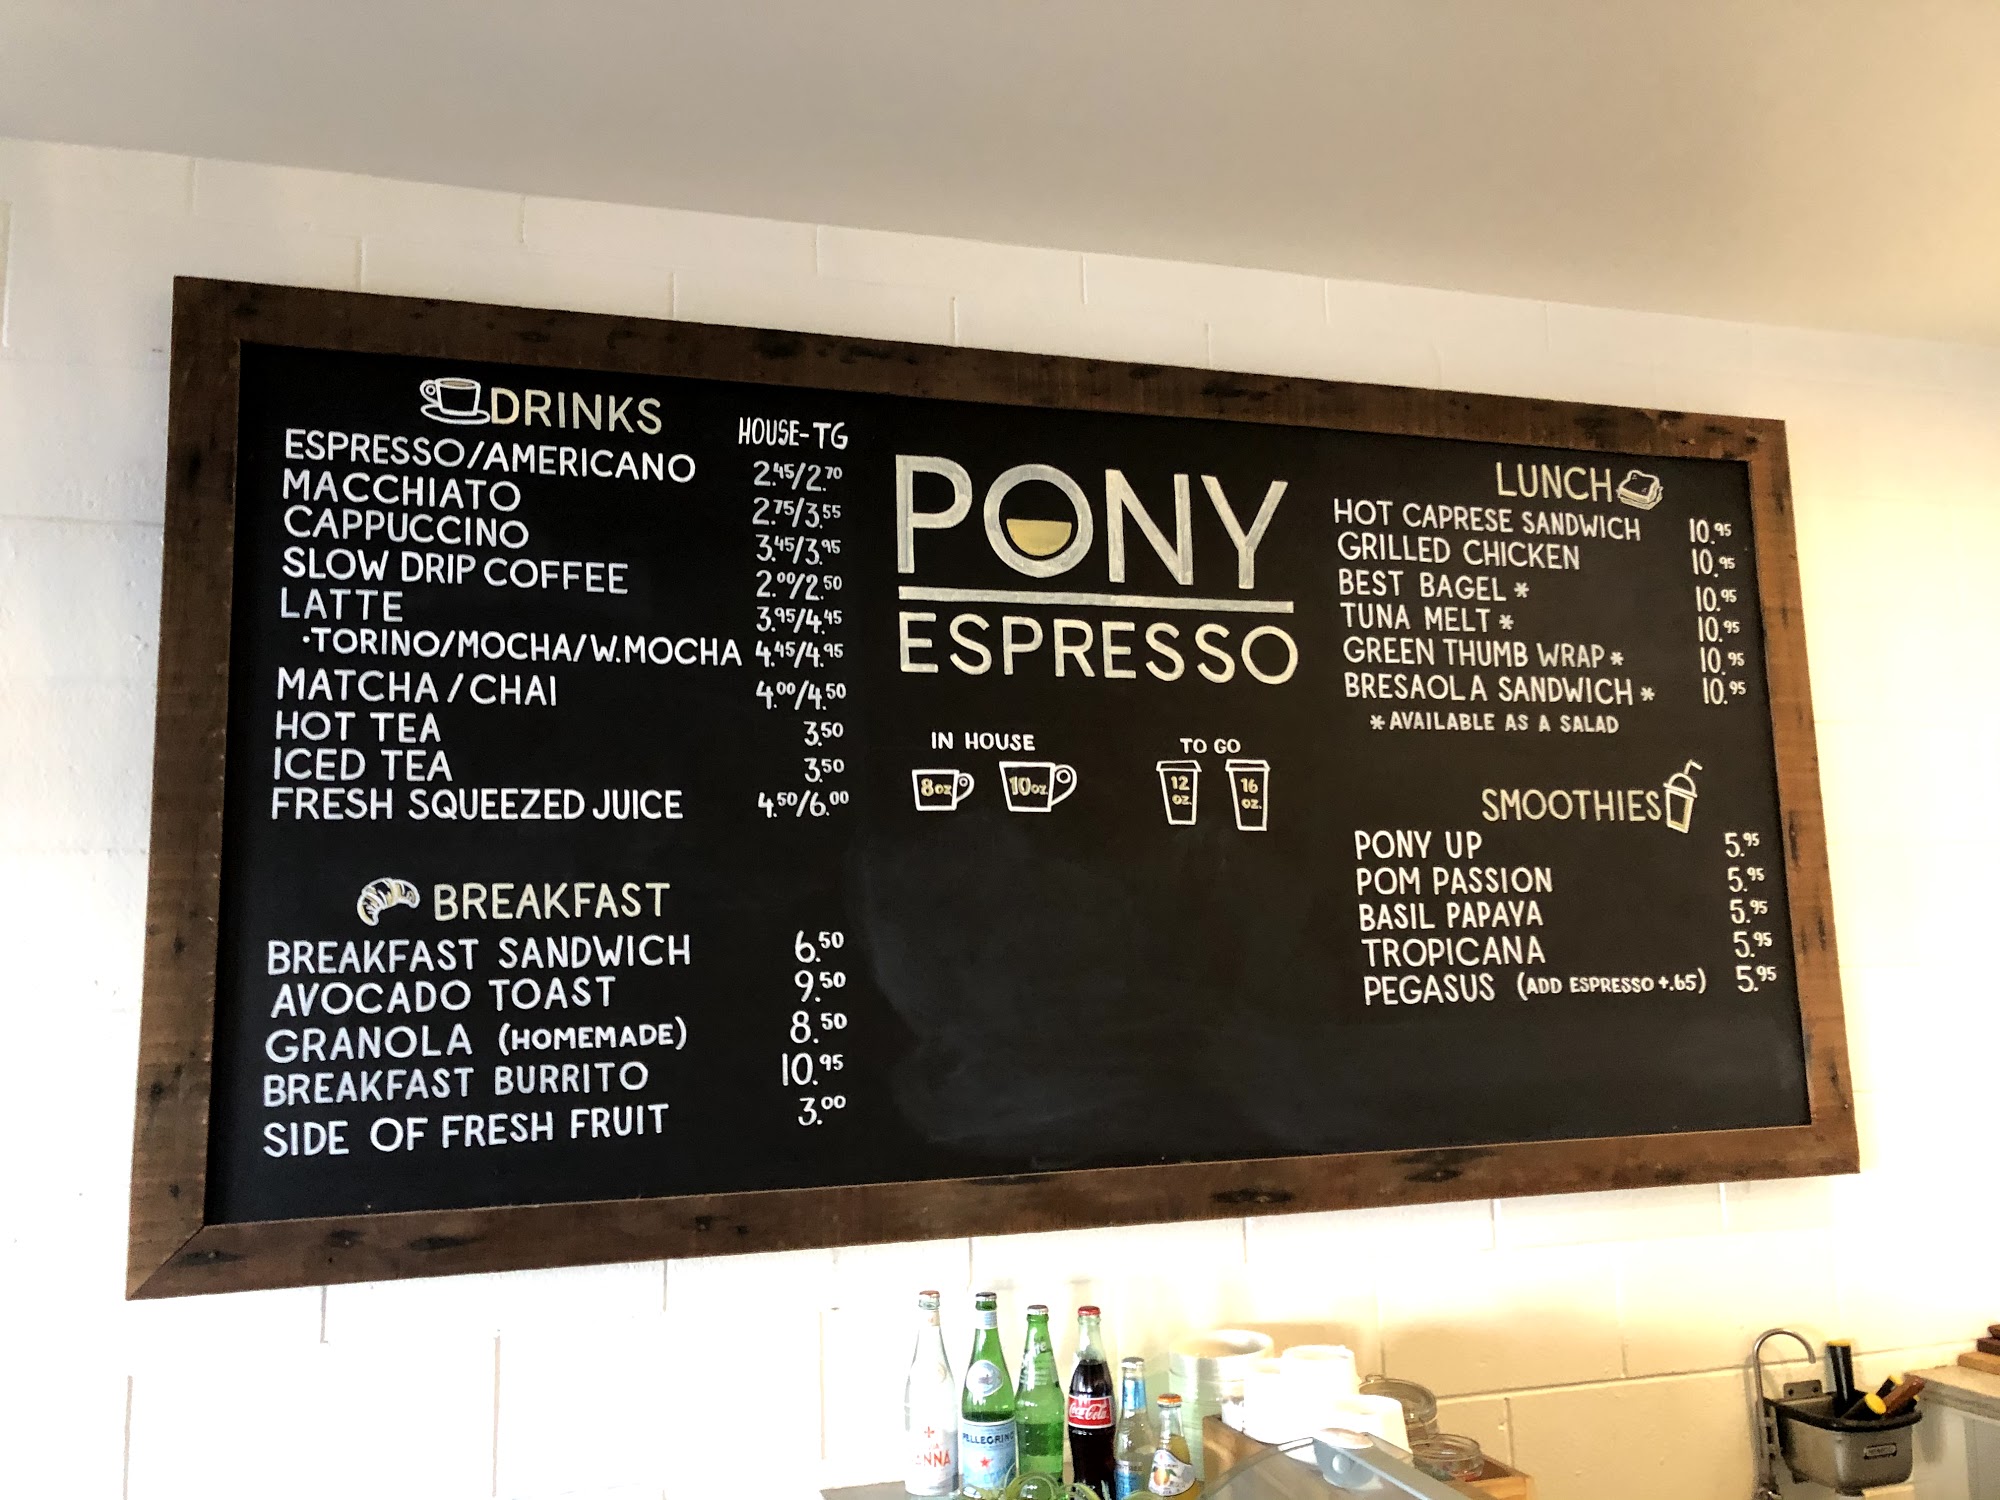 DRINKS
HOUSE-TG
ESPRESSO/AMERICANO 2.45/2.70
MACCHIATO 2.75/3.55
CAPPUCCINO 3.45/3.95
SLOW DRIP COFFEE 2.00/2.50
LATTE 3.95/4.45
·TORINO/MOCHA/W.MOCHA 4.45/4.95
MATCHA/CHAI 4.00/4.50
HOT TEA 3.50
ICED TEA 3.50
FRESH SQUEEZED JUICE 4.50/6.00
BREAKFAST
BREAKFAST SANDWICH 6.50
AVOCADO TOAST 9.50
GRANOLA (HOMEMADE) 8.50
BREAKFAST BURRITO 10.95
SIDE OF FRESH FRUIT 3.00
PONY
ESPRESSO
IN HOUSE
8oz 10oz.
TO GO
12 OZ.
16 OZ.
LUNCH
HOT CAPRESE SANDWICH 10.95
GRILLED CHICKEN 10.95
BEST BAGEL * 10.95
TUNA MELT * 10.95
GREEN THUMB WRAP * 10.95
BRESAOLA SANDWICH * 10.95
* AVAILABLE AS A SALAD
SMOOTHIES
PONY UP 5.95
POM PASSION 5.95
BASIL PAPAYA 5.95
TROPICANA 5.95
PEGASUS (ADD ESPRESSO +.65) 5.95
PELLEGRINO
Coca-Cola